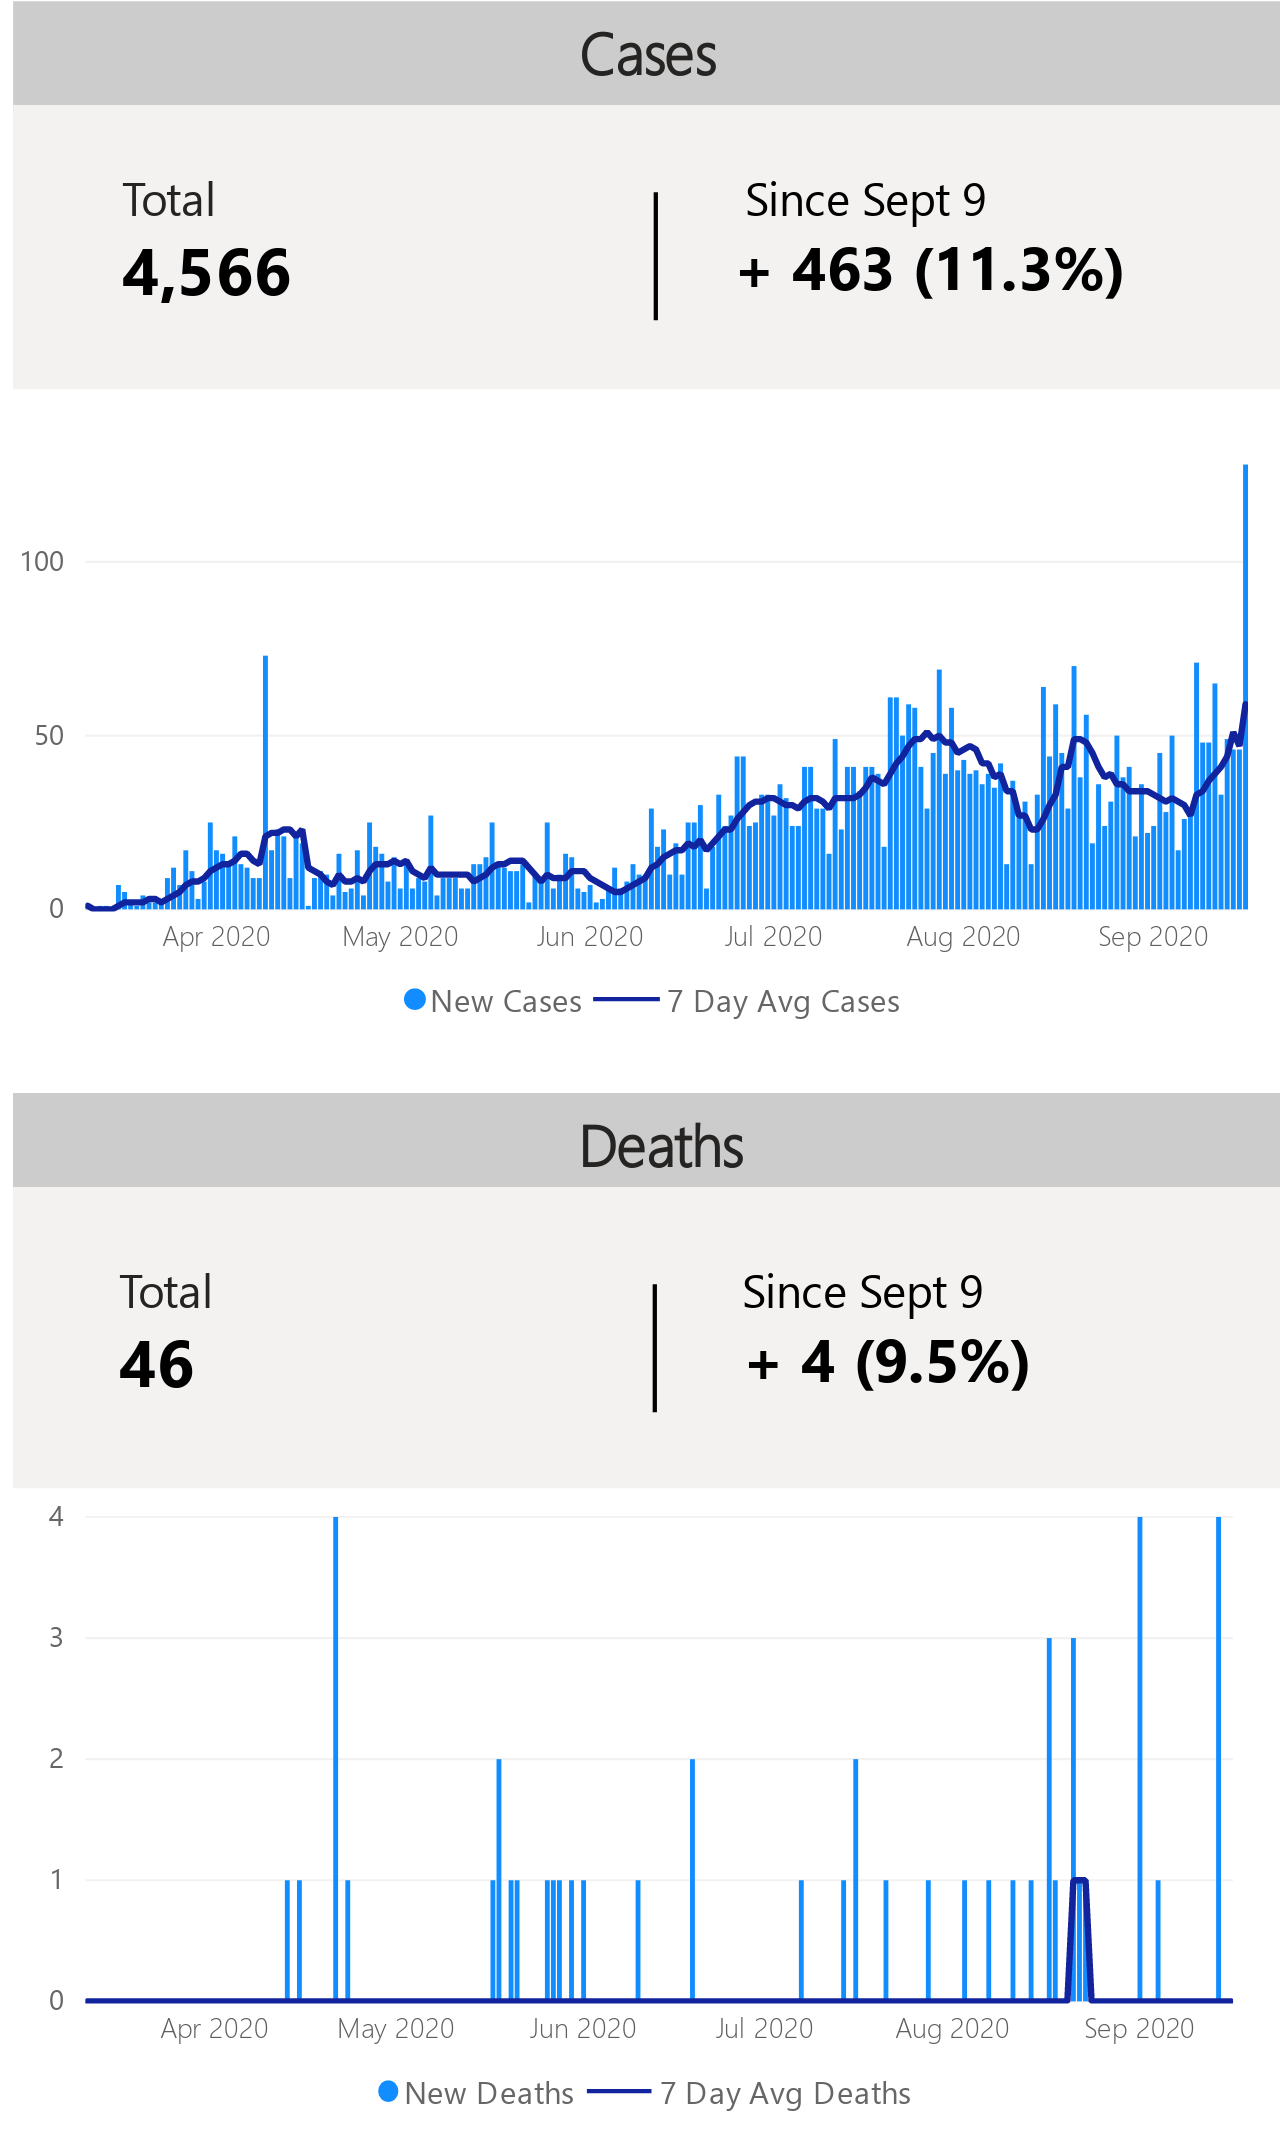 Cases
Total
Since Sept 9
4,566
+ 463 (11.3%)
100
50
0
Apr 2020
May 2020
Jun 2020
Jul 2020
Aug 2020
Sep 2020
New Cases
7 Day Avg Cases
Deaths
Total
Since Sept 9
46
+ 4 (9.5%)
4
3
2
1
0
Apr 2020
May 2020
Jun 2020
Jul 2020
Aug 2020
Sep 2020
New Deaths
7 Day Avg Deaths